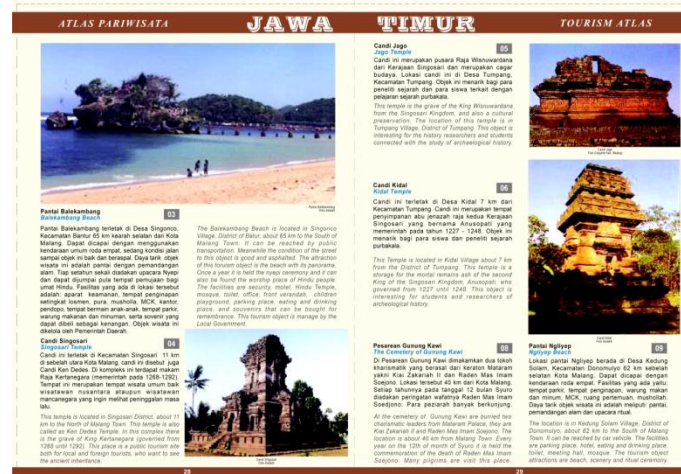 ATLAS PARIWISATA
JAWA TIMUR
TOURISM ATLAS
Pantai Balekambang
Balekambang Beach
03
Pantai Balekambang terletak di Desa Singonco,
Kecamatan Bantur 65 km kearah selatan dari Kota
Malang. Dapat dicapai dengan menggunakan
kendaraan umum roda empat, sedang kondisi jalan
sampai objek ini baik dan beraspal. Daya tarik objek
wisata ini adalah pantai dengan pemandangan
alam. Tiap setahun sekali diadakan upacara Nyepi
dan dapat dijumpai pula tempat pemujaan bagi
umat Hindu. Fasilitas yang ada di lokasi tersebut
adalah: aparat keamanan, tempat penginapan
setingkat losmen, pura, musholla, MCK, kantor,
pendopo, tempat bermain anak-anak, tempat parkir,
warung makanan dan minuman, serta sovenir yang
dapat dibeli sebagai kenangan. Objek wisata ini
dikelola oleh Pemerintah Daerah.
The Balekambang Beach is located in Singonco
Village, District of Batur, about 65 km to the South of
Malang Town. It can be reached by public
transportation. Meanwhile the condition of the street
to this object is good and asphalted. The attraction
of this toruism object is the beach with its panorama.
Once a year it is held the nyepi ceremony and it can
also be found the worship place of Hindu people.
The facilities are security, motel, Hindu Temple,
mosque, toilet, office, front verandah, children
playground, parking place, eating and drinking
place, and souvenirs that can be bought for
remembrance. This tourism object is manage by the
Local Government.
Candi Singosari
Singosari Temple
04
Candi ini terletak di Kecamatan Singosari 11 km
di sebelah utara Kota Malang, candi ini disebut juga
Candi Ken Dedes. Di kompleks ini terdapat makam
Raja Kertanegara (memerintah pada 1268-1292).
Tempat ini merupakan tempat wisata umum baik
wisatawan nusantara ataupun wisatawan
mancanegara yang ingin melihat peninggalan masa
lalu.
This temple is located in Singosari District, about 11
km to the North of Malang Town. This temple is also
called as Ken Dedes Temple. In this complex there
is the grave of King Kertanegara (governed from
1268 until 1292). This place is a public tourism site
both for local and foreign tourists, who want to see
the ancient inheritance.
28
Candi Jago
Jago Temple
05
Candi ini merupakan pusara Raja Wisnuwardana
dari Kerajaan Singosari dan merupakan cagar
budaya. Lokasi candi ini di Desa Tumpang,
Kecamatan Tumpang. Objek ini menarik bagi para
peneliti sejarah dan para siswa terkait dengan
pelajaran sejarah purbakala.
This temple is the grave of the King Wisnuwardana
from the Singosari Kingdom, and also a cultural
preservation. The location of this temple is in
Tumpang Village, District of Tumpang. This object is
interesting for the history researchers and students
connected with the study of archaelogical history.
Candi Kidal
Kidal Temple
06
Candi ini terletak di Desa Kidal 7 km dari
Kecamatan Tumpang. Candi ini merupakan tempat
penyimpanan abu jenazah raja kedua Kerajaan
Singosari yang bernama Anusopati yang
memerintah pada tahun 1227 - 1248. Objek ini
menarik bagi para siswa dan peneliti sejarah
purbakala.
This Temple is located in Kidal Village about 7 km
from the District of Tumpang. This temple is a
storage for the mortal remains ash of the second
King of the Singosari Kingdom, Anusopati, who
governed from 1227 until 1248. This object is
interesting for students and researchers of
archeological history.
Pesarean Gunung Kawi
The Cemetery of Gunung Kawi
08
Di Pesarean Gunung Kawi dimakamkan dua tokoh
kharismatik yang berasal dari keraton Mataram
yakni Kiai Zakariah II dan Raden Mas Imam
Soejono. Lokasi tersebut 40 km dari Kota Malang.
Setiap tahunnya pada tanggal 12 bulan Syuro
diadakan peringatan wafatnya Raden Mas Imam
Soedjono. Para peziarah banyak berkunjung.
At the cemetery of Gunung Kawi are burried two
charismatic leaders from Mataram Palace, they are
Kiai Zakariah II and Raden Mas Imam Soejono. The
location is about 40 km from Malang Town. Every
year on the 12th of month of Syuro it is held the
commemoration of the death of Raden Mas Imam
Soejono. Many pilgrims are visit this place.
Pantai Ngliyep
Ngliyep Beach
09
Lokasi pantai Ngliyep berada di Desa Kedung
Solam, Kecamatan Donomulyo 62 km sebelah
selatan Kota Malang. Dapat dicapai dengan
kendaraan roda empat. Fasilitas yang ada yaitu:
tempat parkir, tempat penginapan, warung makan
dan minum, MCK, ruang pertemuan, mushollah.
Daya tarik objek wisata ini adalah meliputi: pantai,
pemandangan alam dan upacara ritual.
The location is in Kedung Solam Village, District of
Donomulyo, about 62 km to the South of Malang
Town. It can be reached by car vehicle. The facilities
are parking place, hotel, eating and drinking place,
toilet, meeting hall, mosque. The tourism object
attractions are beach, scenery and ritual ceremony.
29